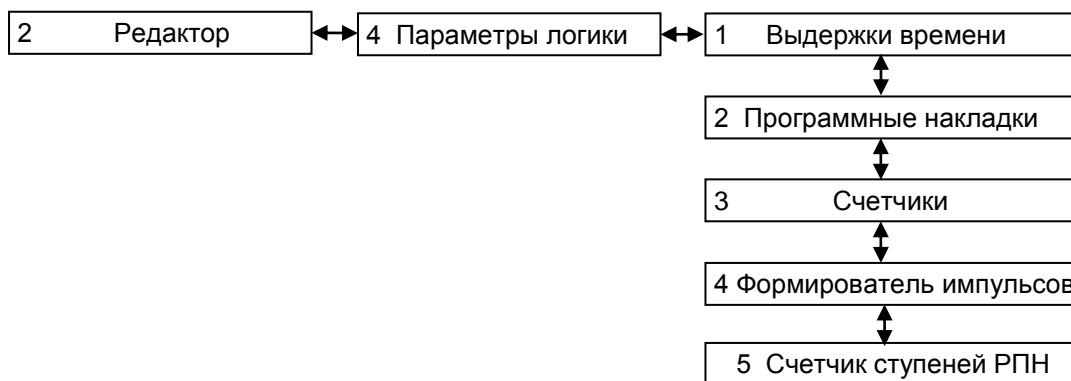 2 Редактор
4 Параметры логики
1 Выдержки времени
2 Программные накладки
3 Счетчики
4 Формирователь импульсов
5 Счетчик ступеней РПН